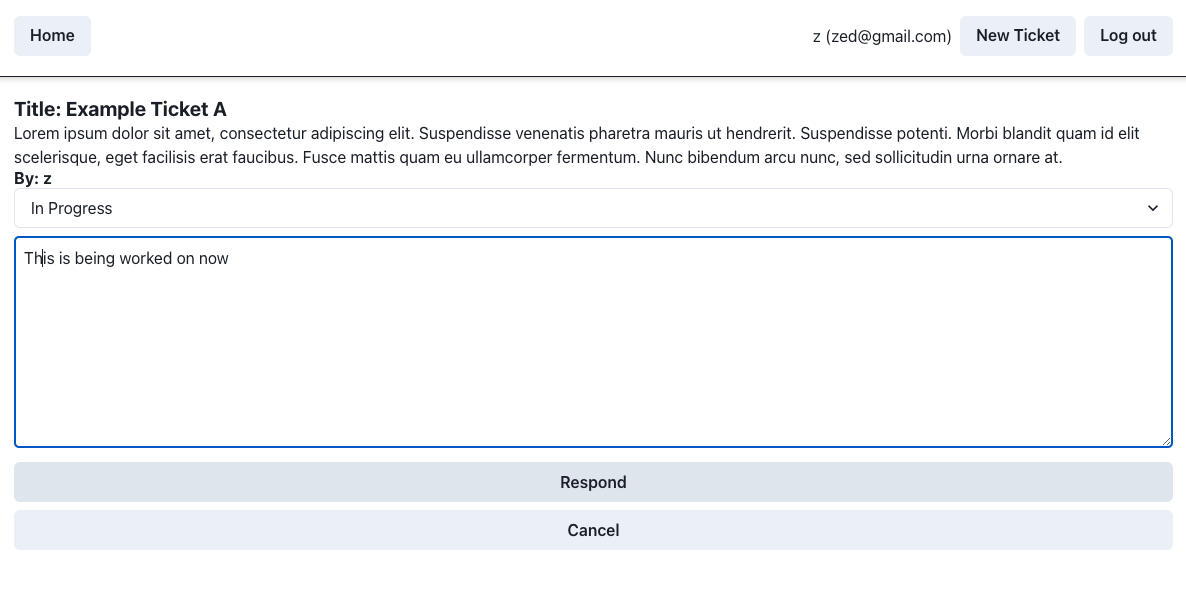 Home
z (zed@gmail.com)
New Ticket
Log out
Title: Example Ticket A
Lorem ipsum dolor sit amet, consectetur adipiscing elit. Suspendisse venenatis pharetra mauris ut hendrerit. Suspendisse potenti. Morbi blandit quam id elit
scelerisque, eget facilisis erat faucibus. Fusce mattis quam eu ullamcorper fermentum. Nunc bibendum arcu nunc, sed sollicitudin urna ornare at.
By: z
In Progress
This is being worked on now
Respond
Cancel